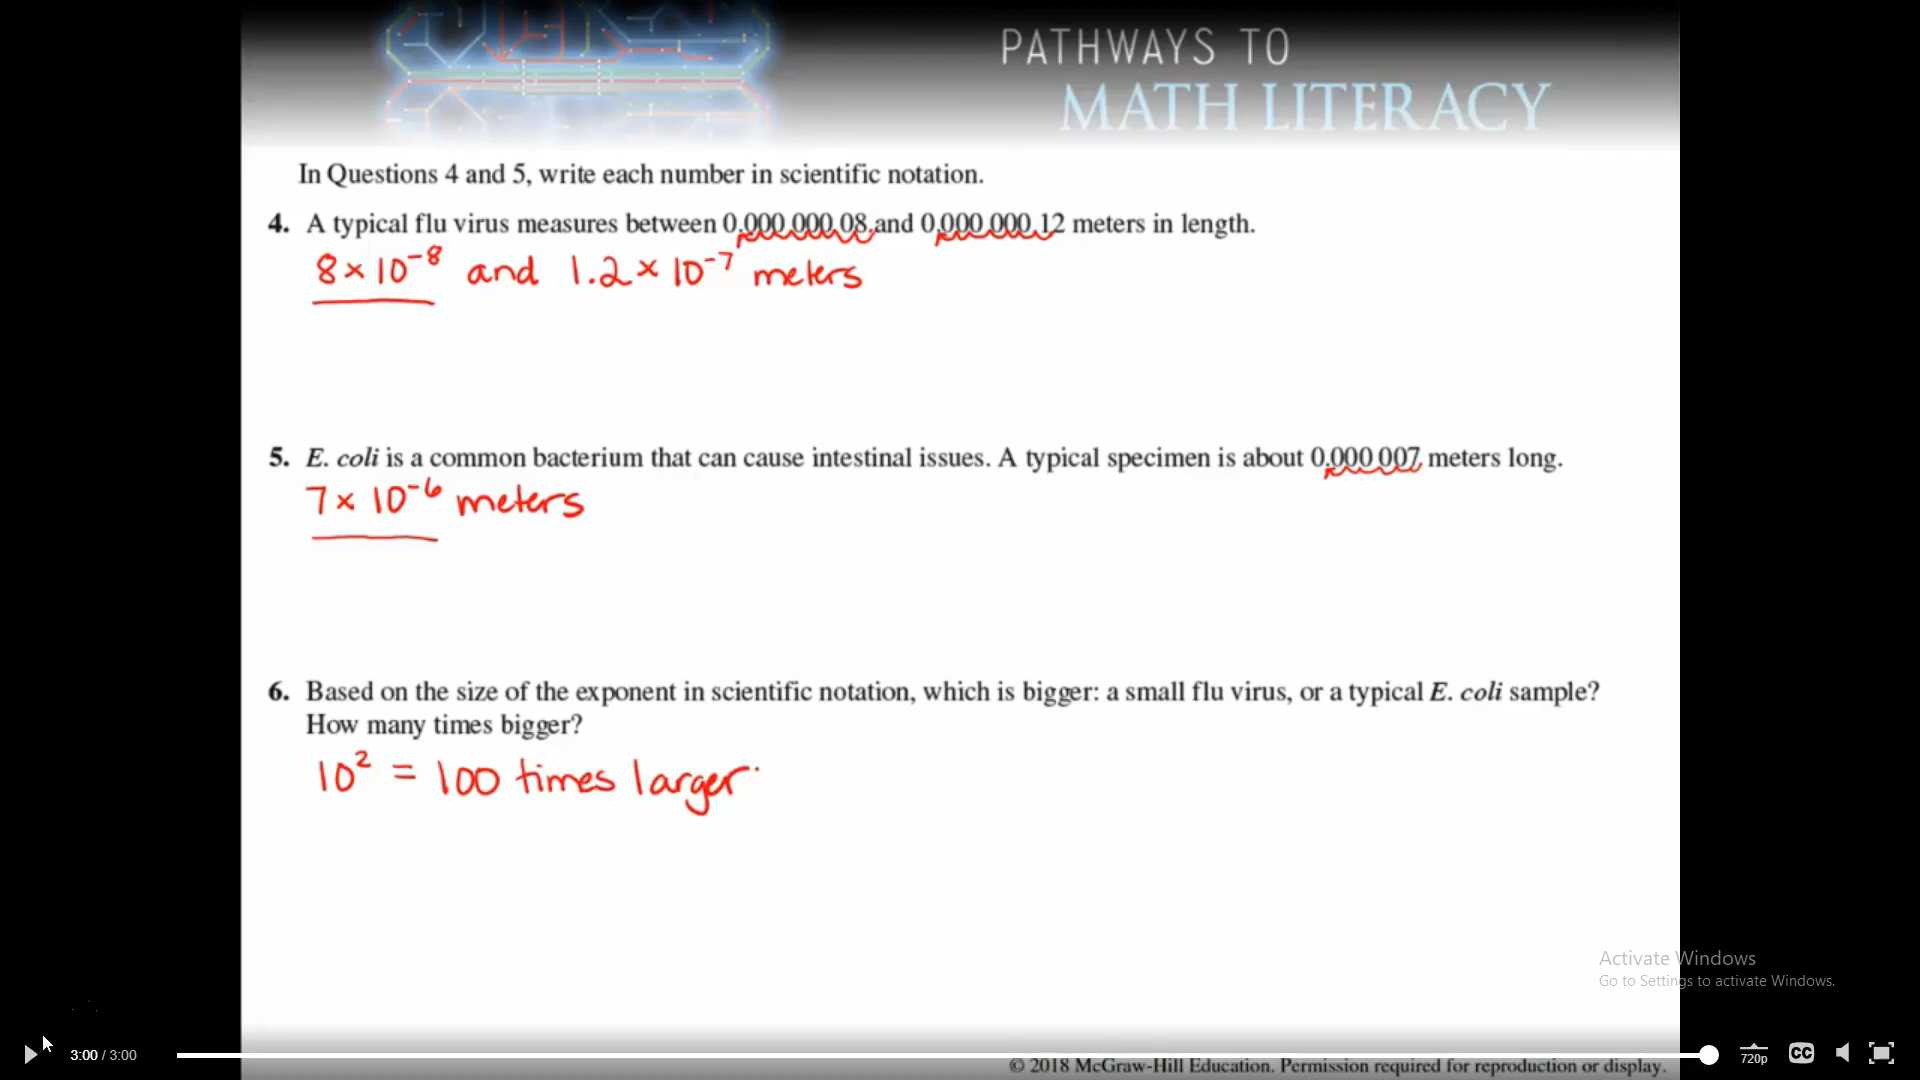 PATHWAYS TO
MATH LITERACY
In Questions 4 and 5, write each number in scientific notation.
4. A typical flu virus measures between 0.000 000 08 and 0.000 000 12 meters in length.
8 × 10⁻⁸ and 1.2 × 10⁻⁷ meters
5. E. coli is a common bacterium that can cause intestinal issues. A typical specimen is about 0.000 007 meters long.
7 × 10⁻⁶ meters
6. Based on the size of the exponent in scientific notation, which is bigger: a small flu virus, or a typical E. coli sample?
How many times bigger?
10² = 100 times larger
Activate Windows
Go to Settings to activate Windows.
3:00 / 3:00
720p
CC
© 2018 McGraw-Hill Education. Permission required for reproduction or display.